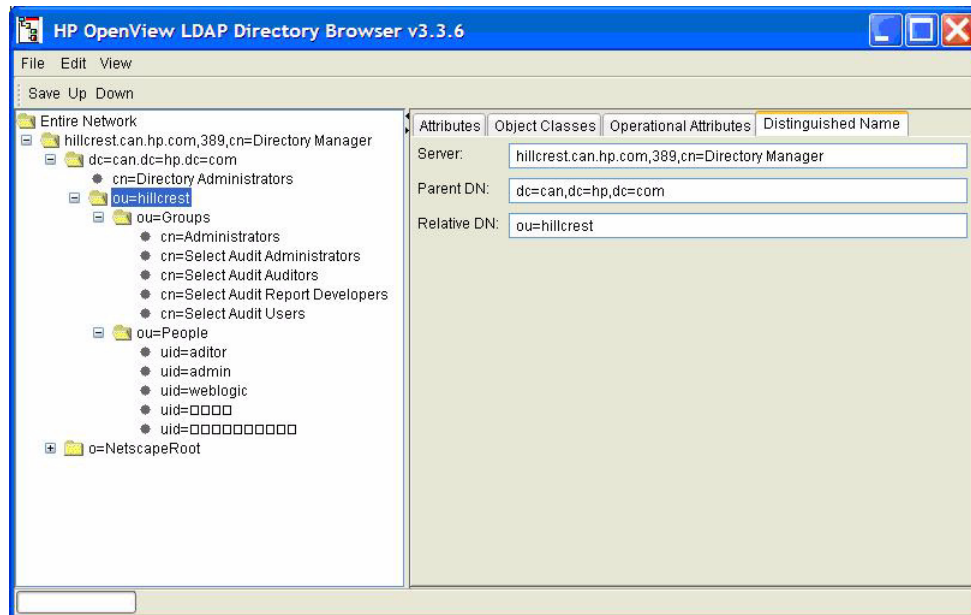 HP OpenView LDAP Directory Browser v3.3.6
File Edit View
Save Up Down
Entire Network
hillcrest.can.hp.com,389,cn=Directory Manager
dc=can.dc=hp.dc=com
cn=Directory Administrators
ou=hillcrest
ou=Groups
cn=Administrators
cn=Select Audit Administrators
cn=Select Audit Auditors
cn=Select Audit Report Developers
cn=Select Audit Users
ou=People
uid=aditor
uid=admin
uid=weblogic
uid=□□□□
uid=□□□□□□□□□□
o=NetscapeRoot
Attributes Object Classes Operational Attributes Distinguished Name
Server: hillcrest.can.hp.com,389,cn=Directory Manager
Parent DN: dc=can,dc=hp,dc=com
Relative DN: ou=hillcrest